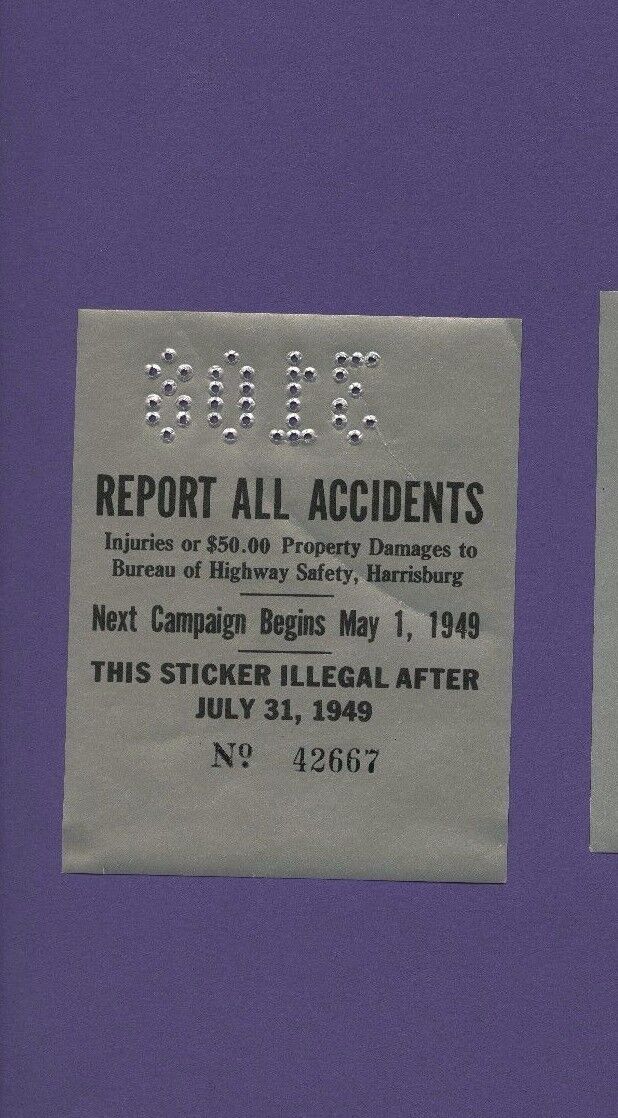 3108
REPORT ALL ACCIDENTS
Injuries or $50.00 Property Damages to
Bureau of Highway Safety, Harrisburg
Next Campaign Begins May 1, 1949
THIS STICKER ILLEGAL AFTER
JULY 31, 1949
Nº 42667